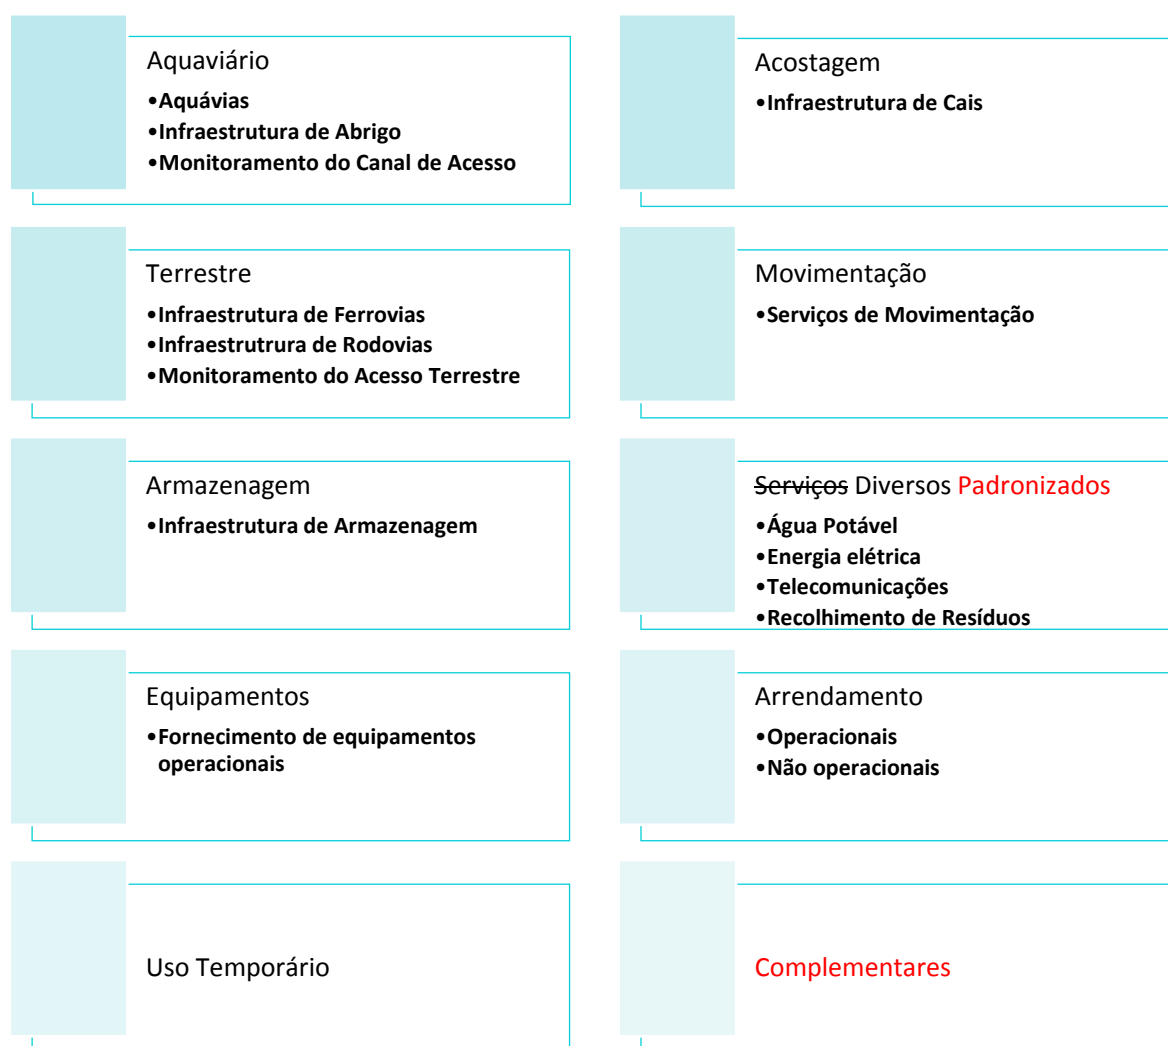 Aquaviário
•Aquávias
•Infraestrutura de Abrigo
•Monitoramento do Canal de Acesso
Acostagem
•Infraestrutura de Cais
Terrestre
•Infraestrutura de Ferrovias
•Infraestrutrura de Rodovias
•Monitoramento do Acesso Terrestre
Movimentação
•Serviços de Movimentação
Armazenagem
•Infraestrutura de Armazenagem
Serviços Diversos Padronizados
•Água Potável
•Energia elétrica
•Telecomunicações
•Recolhimento de Resíduos
Equipamentos
•Fornecimento de equipamentos
operacionais
Arrendamento
•Operacionais
•Não operacionais
Uso Temporário
Complementares